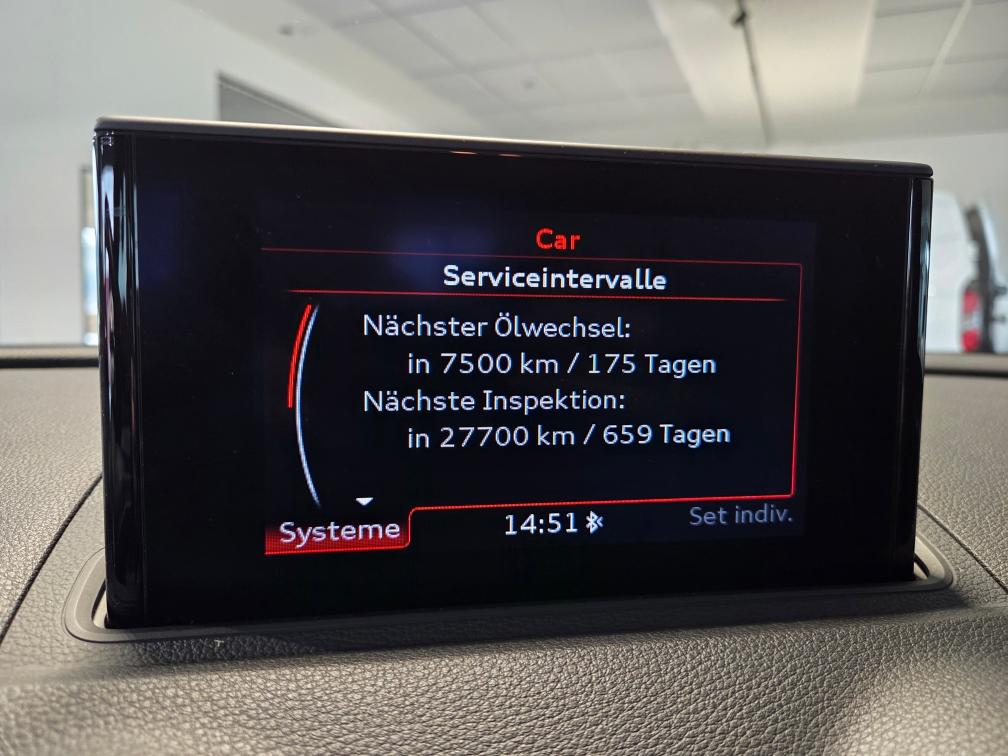 Car
Serviceintervalle
Nächster Ölwechsel:
in 7500 km / 175 Tagen
Nächste Inspektion:
in 27700 km / 659 Tagen
Systeme
14:51
Set indiv.